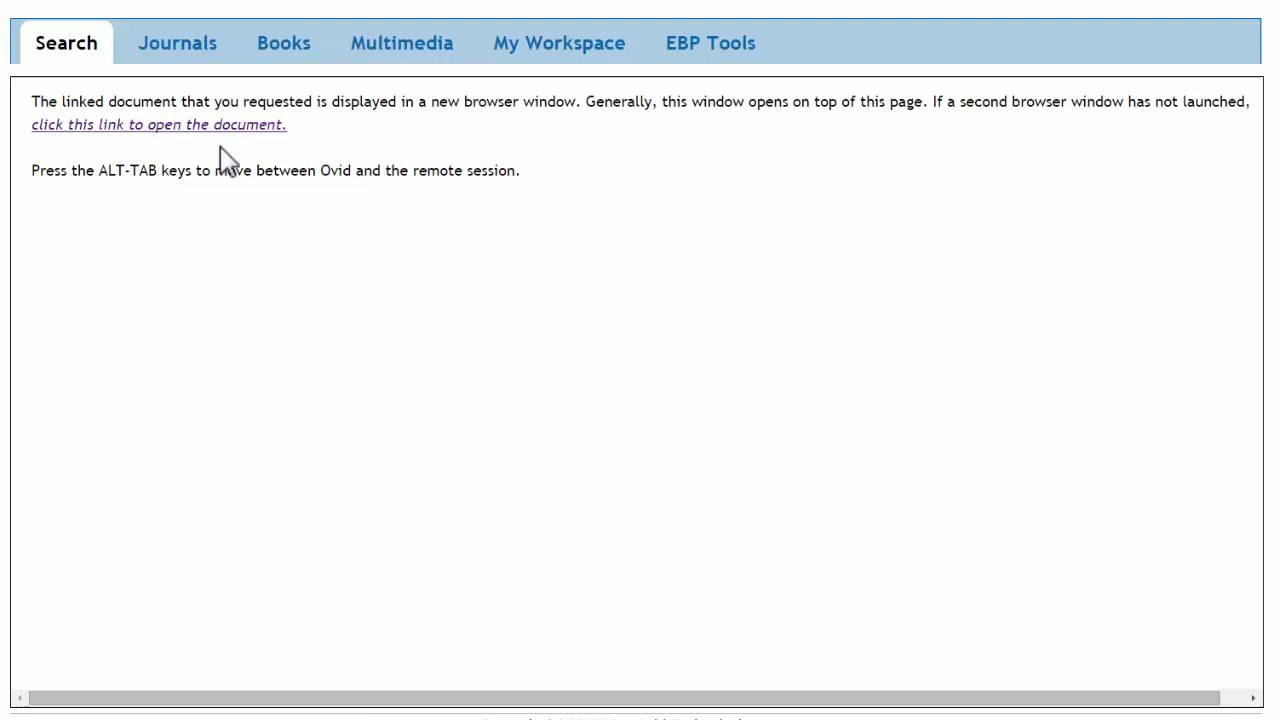 Search Journals Books Multimedia My Workspace EBP Tools
The linked document that you requested is displayed in a new browser window. Generally, this window opens on top of this page. If a second browser window has not launched,
click this link to open the document.
Press the ALT-TAB keys to move between Ovid and the remote session.